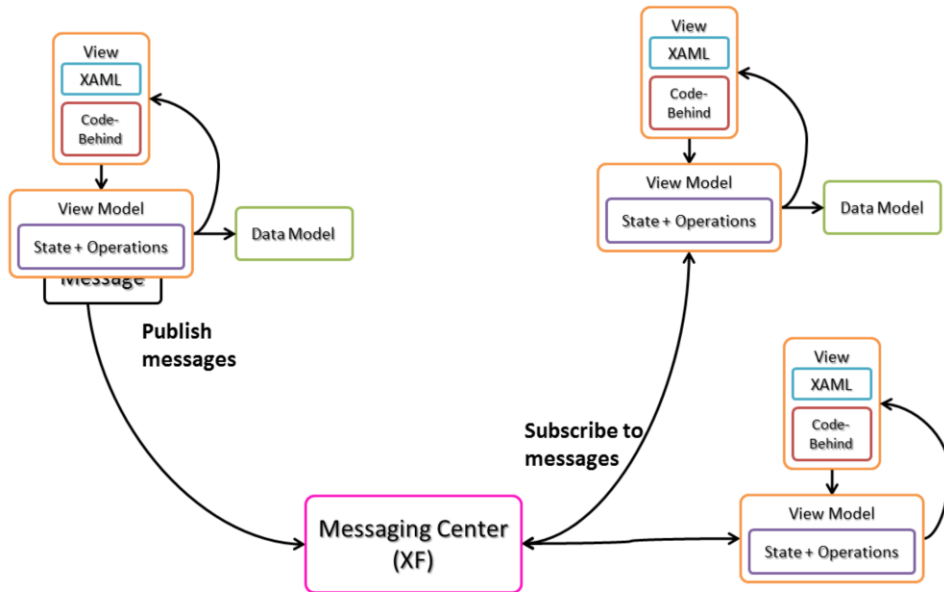 View
XAML
Code-
Behind
View Model
State + Operations
Data Model
Message
Publish
messages
View
XAML
Code-
Behind
View Model
State + Operations
Data Model
Subscribe to
messages
View
XAML
Code-
Behind
View Model
State + Operations
Messaging Center
(XF)